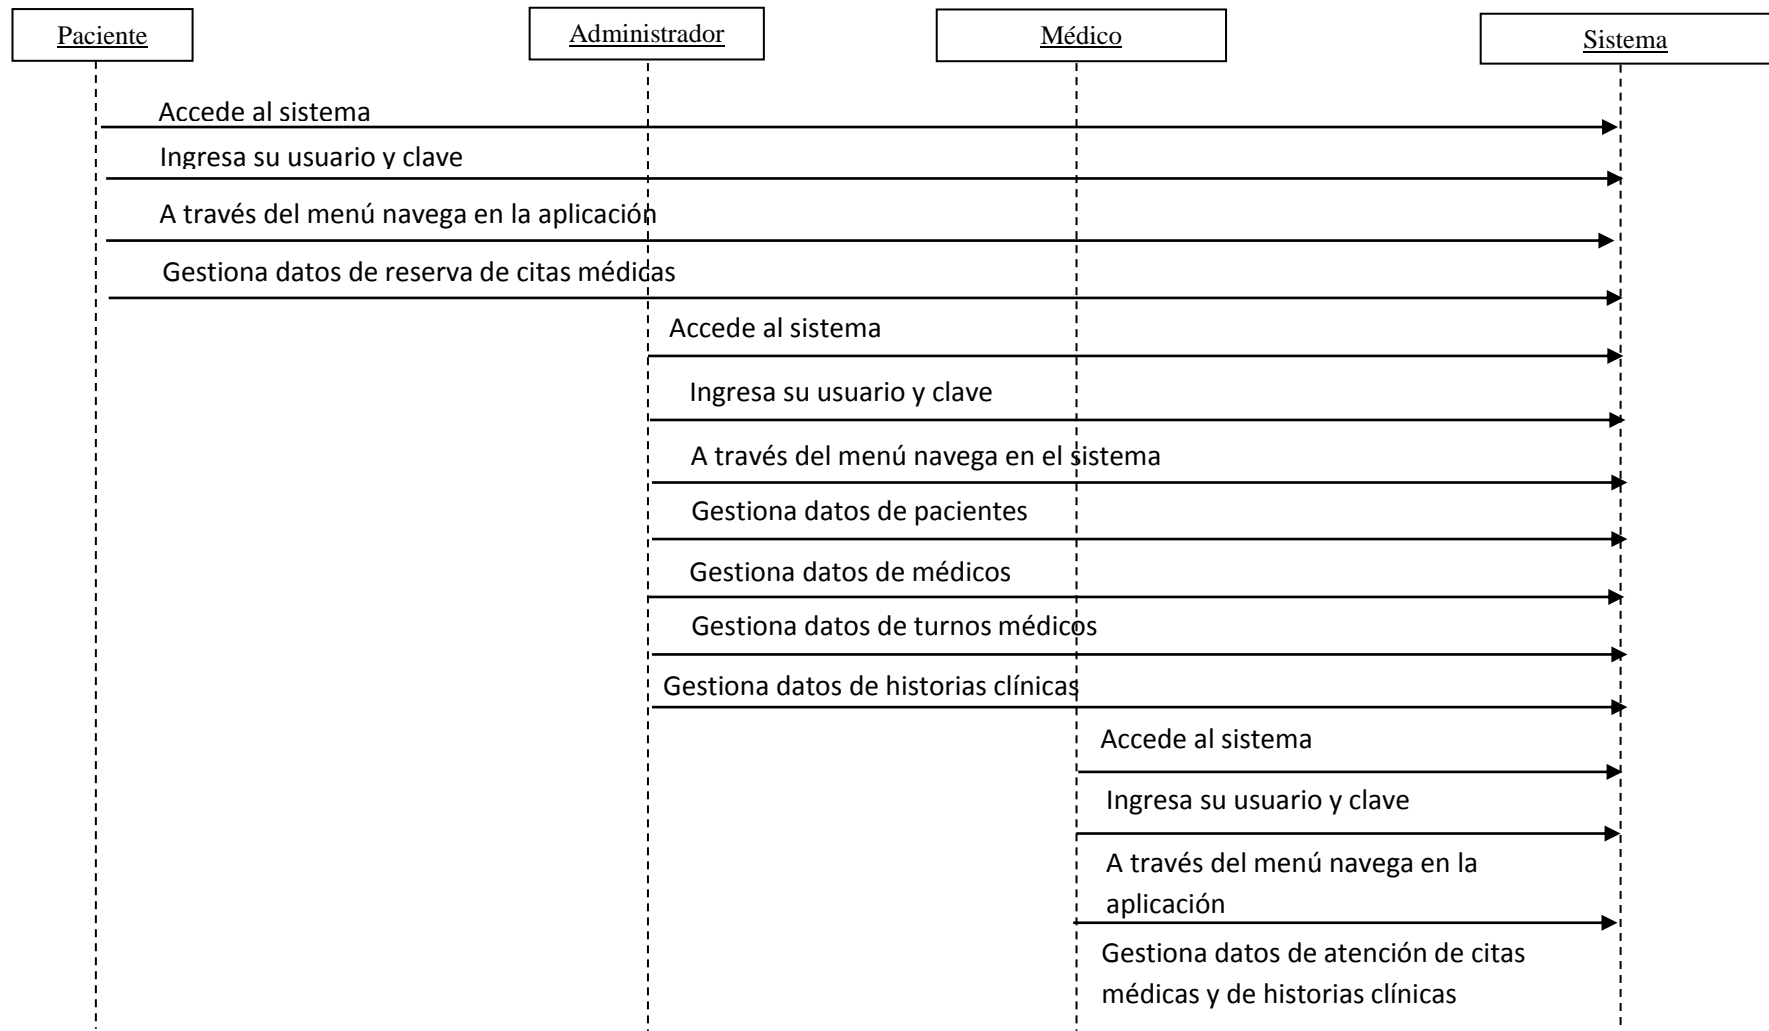 Paciente
Administrador
Médico
Sistema
Accede al sistema
Ingresa su usuario y clave
A través del menú navega en la aplicación
Gestiona datos de reserva de citas médicas
Accede al sistema
Ingresa su usuario y clave
A través del menú navega en el sistema
Gestiona datos de pacientes
Gestiona datos de médicos
Gestiona datos de turnos médicos
Gestiona datos de historias clínicas
Accede al sistema
Ingresa su usuario y clave
A través del menú navega en la
aplicación
Gestiona datos de atención de citas
médicas y de historias clínicas